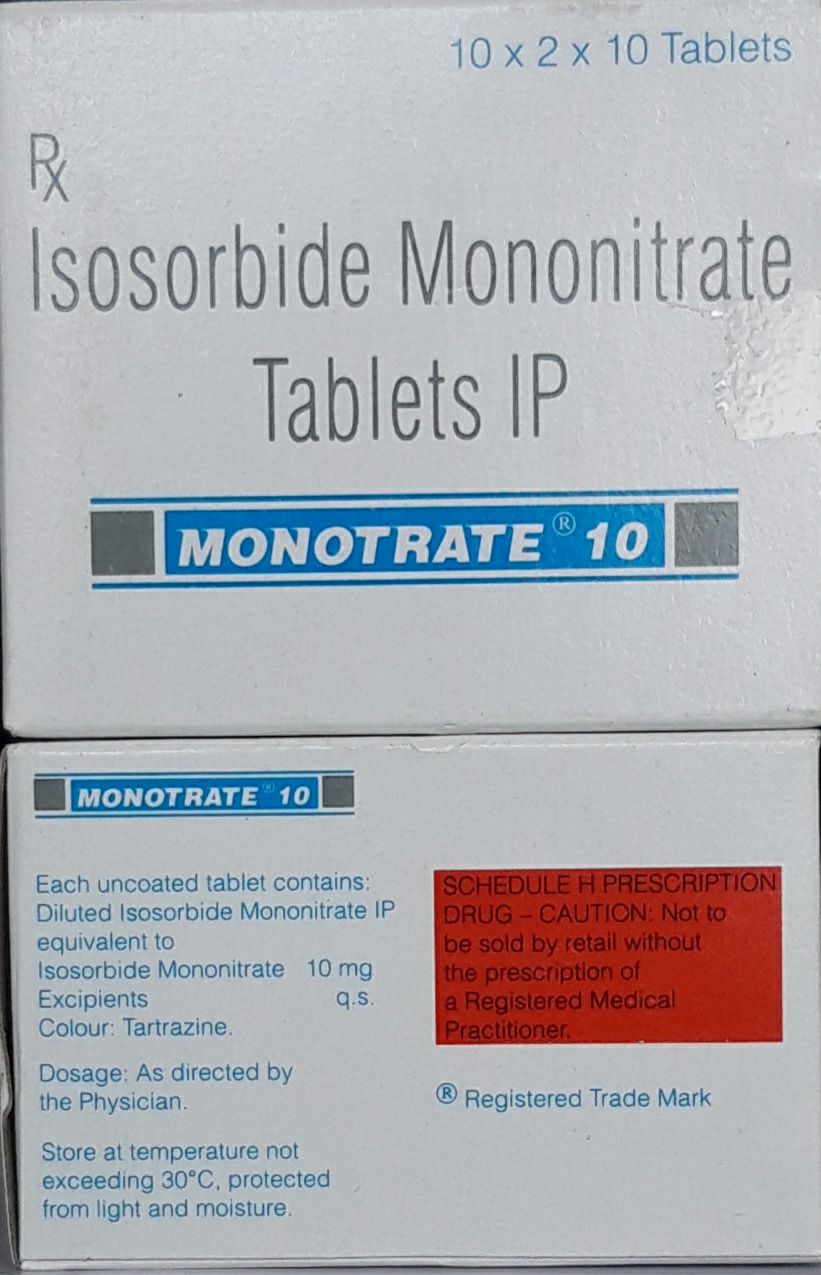 10 x 2 x 10 Tablets
Rx
Isosorbide Mononitrate
Tablets IP
MONOTRATE® 10
MONOTRATE® 10
Each uncoated tablet contains:
Diluted Isosorbide Mononitrate IP
equivalent to
Isosorbide Mononitrate 10 mg
Excipients q.s.
Colour: Tartrazine.
Dosage: As directed by
the Physician.
Store at temperature not
exceeding 30°C, protected
from light and moisture.
SCHEDULE H PRESCRIPTION
DRUG – CAUTION: Not to
be sold by retail without
the prescription of
a Registered Medical
Practitioner.
® Registered Trade Mark